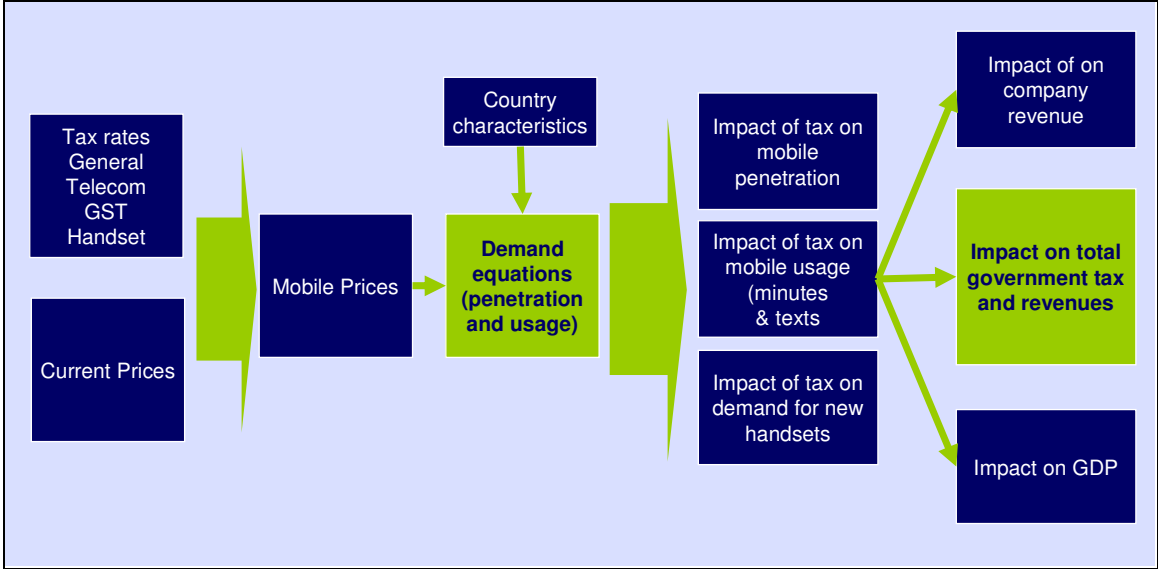 Tax rates
General
Telecom
GST
Handset
Current Prices
Mobile Prices
Country
characteristics
Demand
equations
(penetration
and usage)
Impact of tax on
mobile
penetration
Impact of tax on
mobile usage
(minutes
& texts
Impact of tax on
demand for new
handsets
Impact of on
company
revenue
Impact on total
government tax
and revenues
Impact on GDP